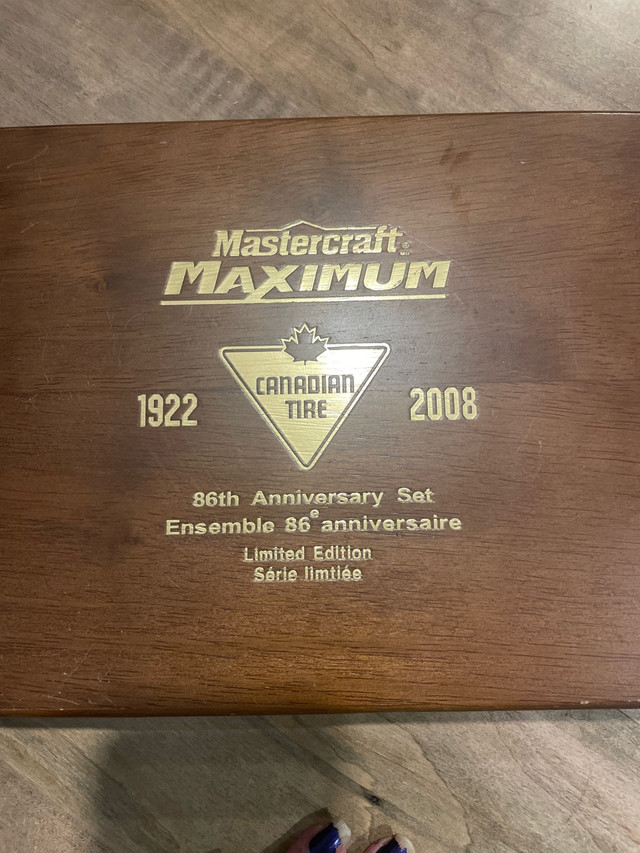 Mastercraft®
MAXIMUM
CANADIAN
TIRE
1922
2008
86th Anniversary Set
Ensemble 86e anniversaire
Limited Edition
Série limtiée